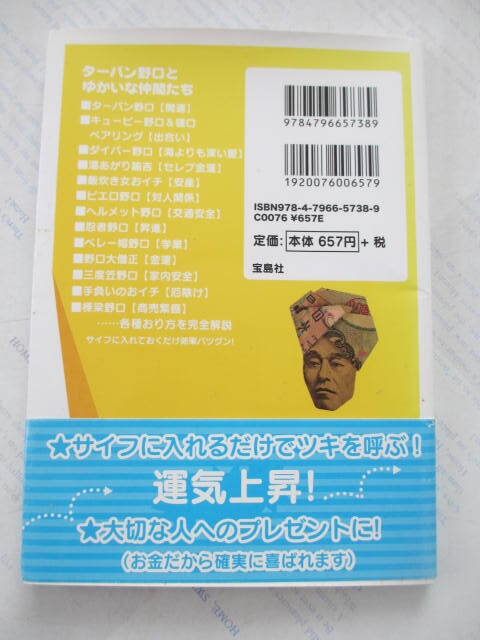 ターバン野口と
ゆかいな仲間たち
■ターバン野口【開運】
■キューピー野口&樋口
ペアリング【出合い】
■ダイバー野口【海よりも深い愛】
■湯あがり諭吉【セレブ金運】
■飯炊き女おイチ【安産】
■ピエロ野口【対人関係】
■ヘルメット野口【交通安全】
■忍者野口【昇進】
■ベレー帽野口【学業】
■野口大僧正【金運】
■三度笠野口【家内安全】
■手負いのおイチ【厄除け】
■棟梁野口【商売繁盛】
……各種おり方を完全解説
サイフに入れておくだけ効果バツグン!
9784796657389
1920076006579
ISBN978-4-7966-5738-9
C0076 ¥657E
定価: 本体 657円 + 税
宝島社
★サイフに入れるだけでツキを呼ぶ!
運気上昇!
★大切な人へのプレゼントに!
(お金だから確実に喜ばれます)